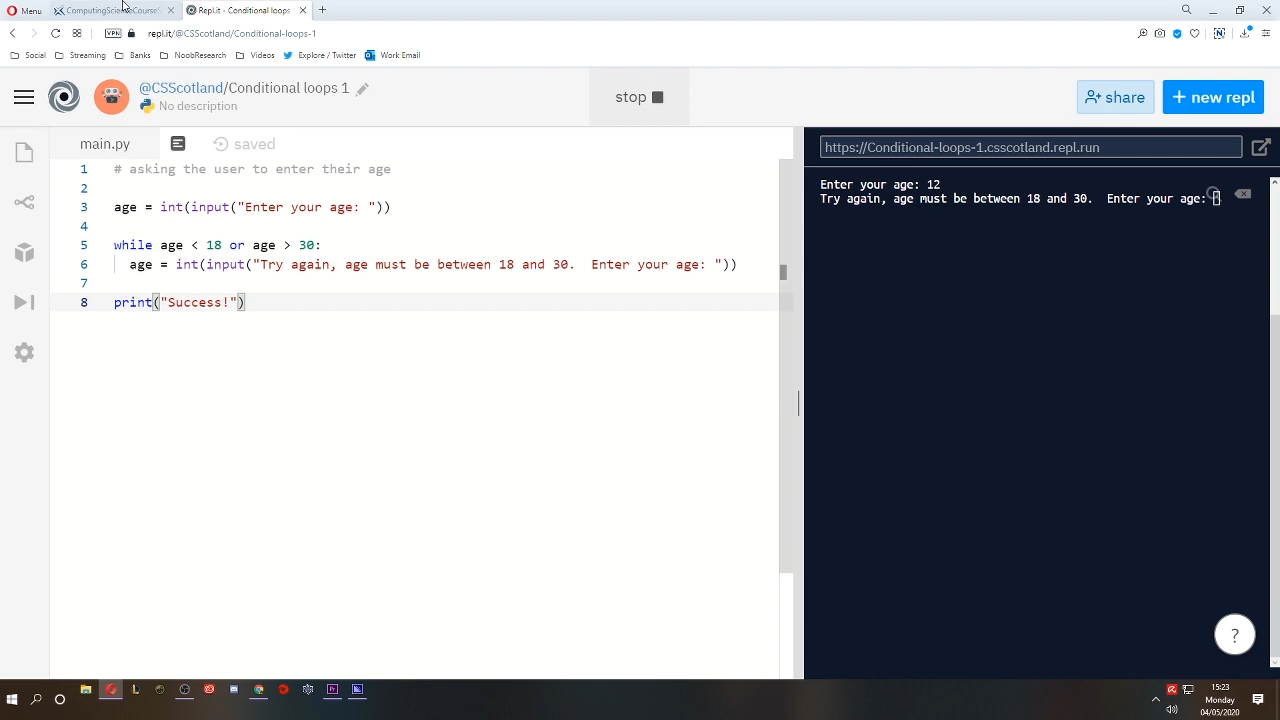 Menu
ComputingScienceCourseS
Repl.it - Conditional loops
VPN
repl.it/@CSScotland/Conditional-loops-1
Social
Streaming
Banks
NoobResearch
Videos
Explore / Twitter
Work Email
@CSScotland/Conditional loops 1
No description
stop
share
+ new repl
main.py
saved
https://Conditional-loops-1.csscotland.repl.run
1 # asking the user to enter their age
2
3 age = int(input("Enter your age: "))
4
5 while age < 18 or age > 30:
6 age = int(input("Try again, age must be between 18 and 30.  Enter your age: "))
7
8 print("Success!")
Enter your age: 12
Try again, age must be between 18 and 30.  Enter your age:
?
15:23
Monday
04/05/2020